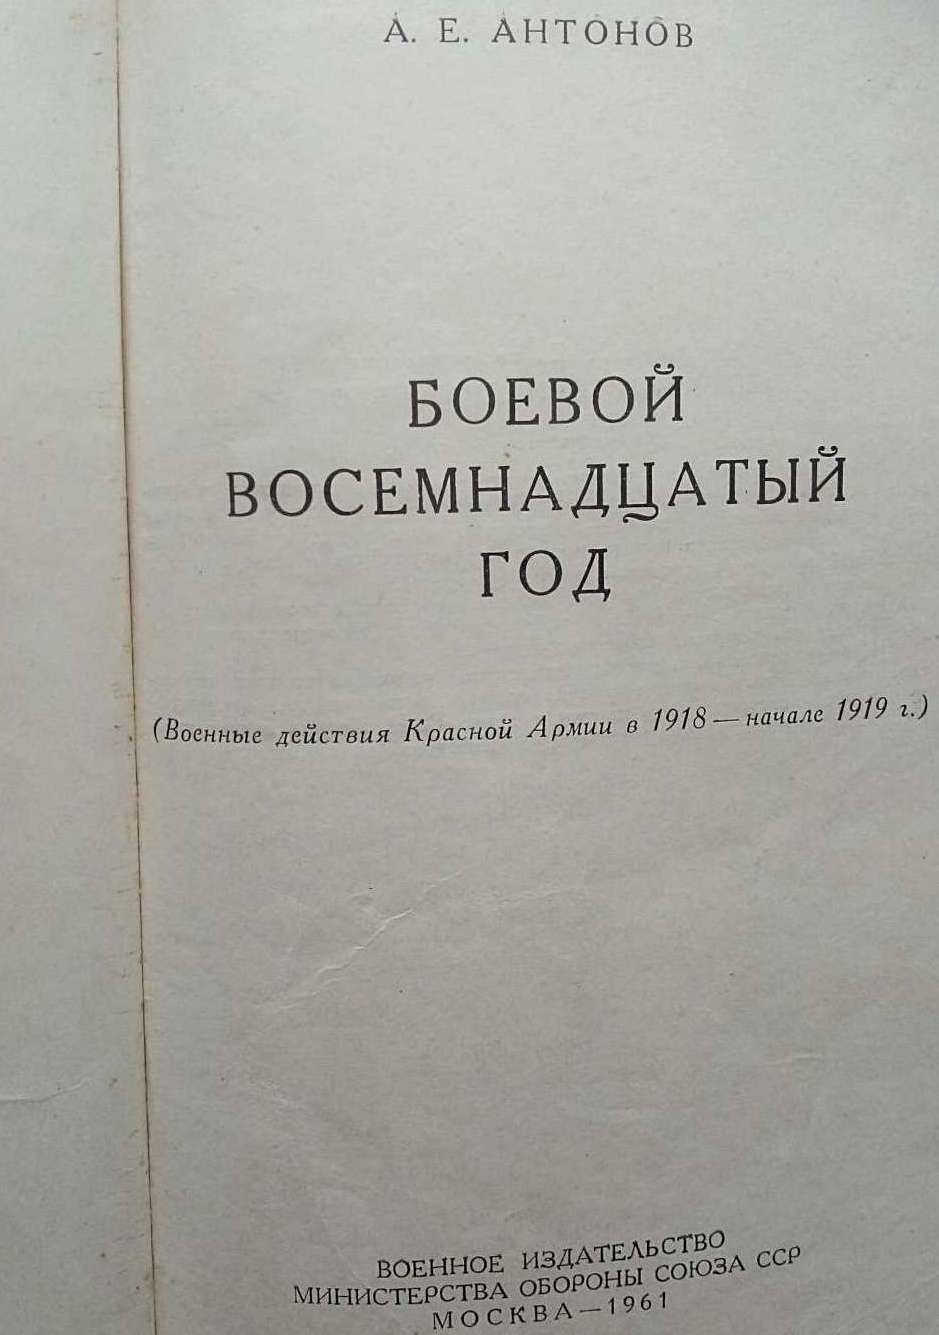 А. Е. АНТОНОВ
БОЕВОЙ
ВОСЕМНАДЦАТЫЙ
ГОД
(Военные действия Красной Армии в 1918 — начале 1919 г.)
ВОЕННОЕ ИЗДАТЕЛЬСТВО
МИНИСТЕРСТВА ОБОРОНЫ СОЮЗА ССР
МОСКВА — 1961